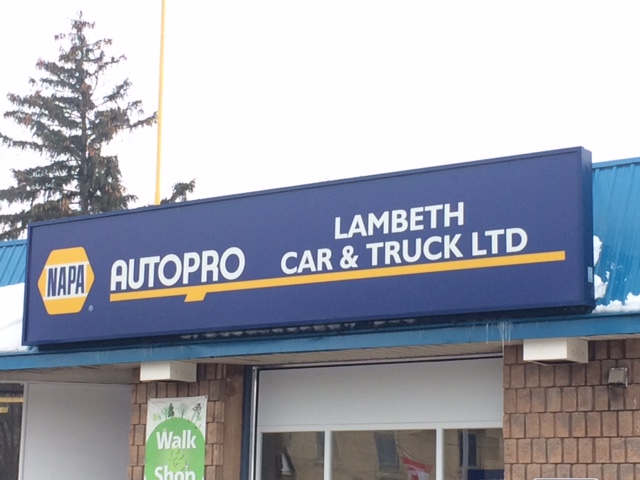 NAPA
AUTOPRO
LAMBETH
CAR & TRUCK LTD
Walk
Shop